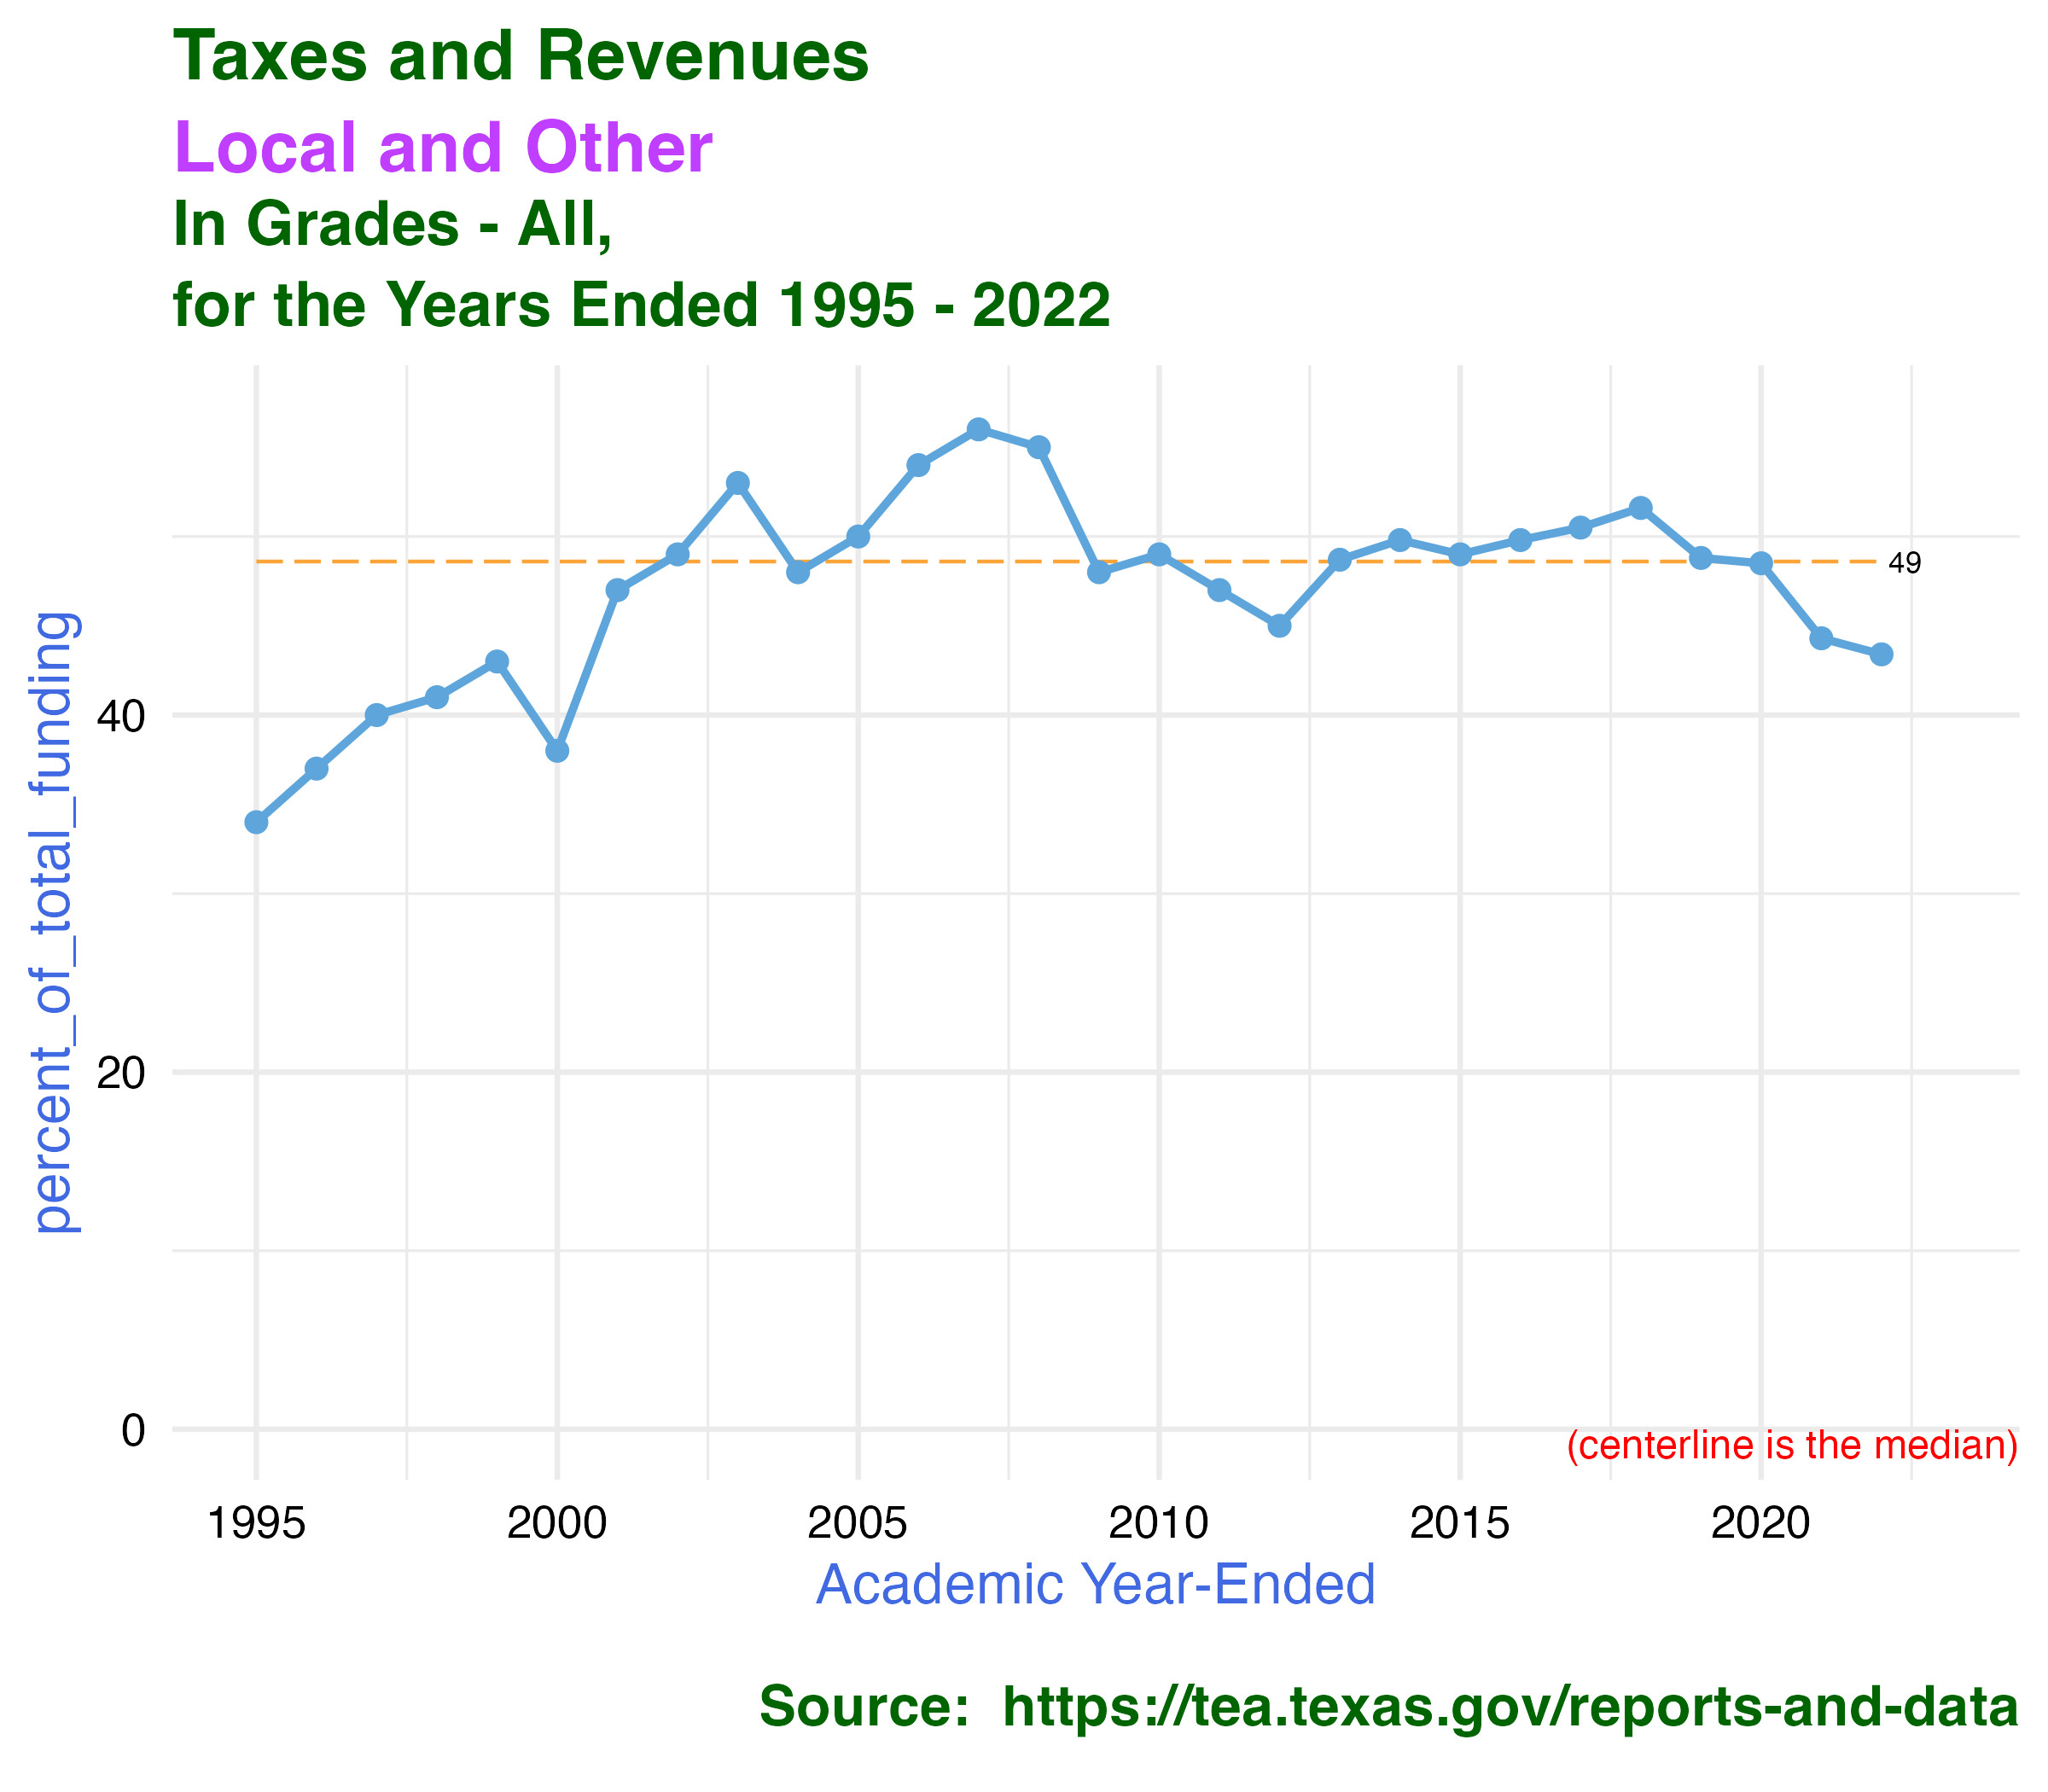 Taxes and Revenues
Local and Other
In Grades - All,
for the Years Ended 1995 - 2022
percent_of_total_funding
40
20
0
49
(centerline is the median)
1995 2000 2005 2010 2015 2020
Academic Year-Ended
Source:  https://tea.texas.gov/reports-and-data